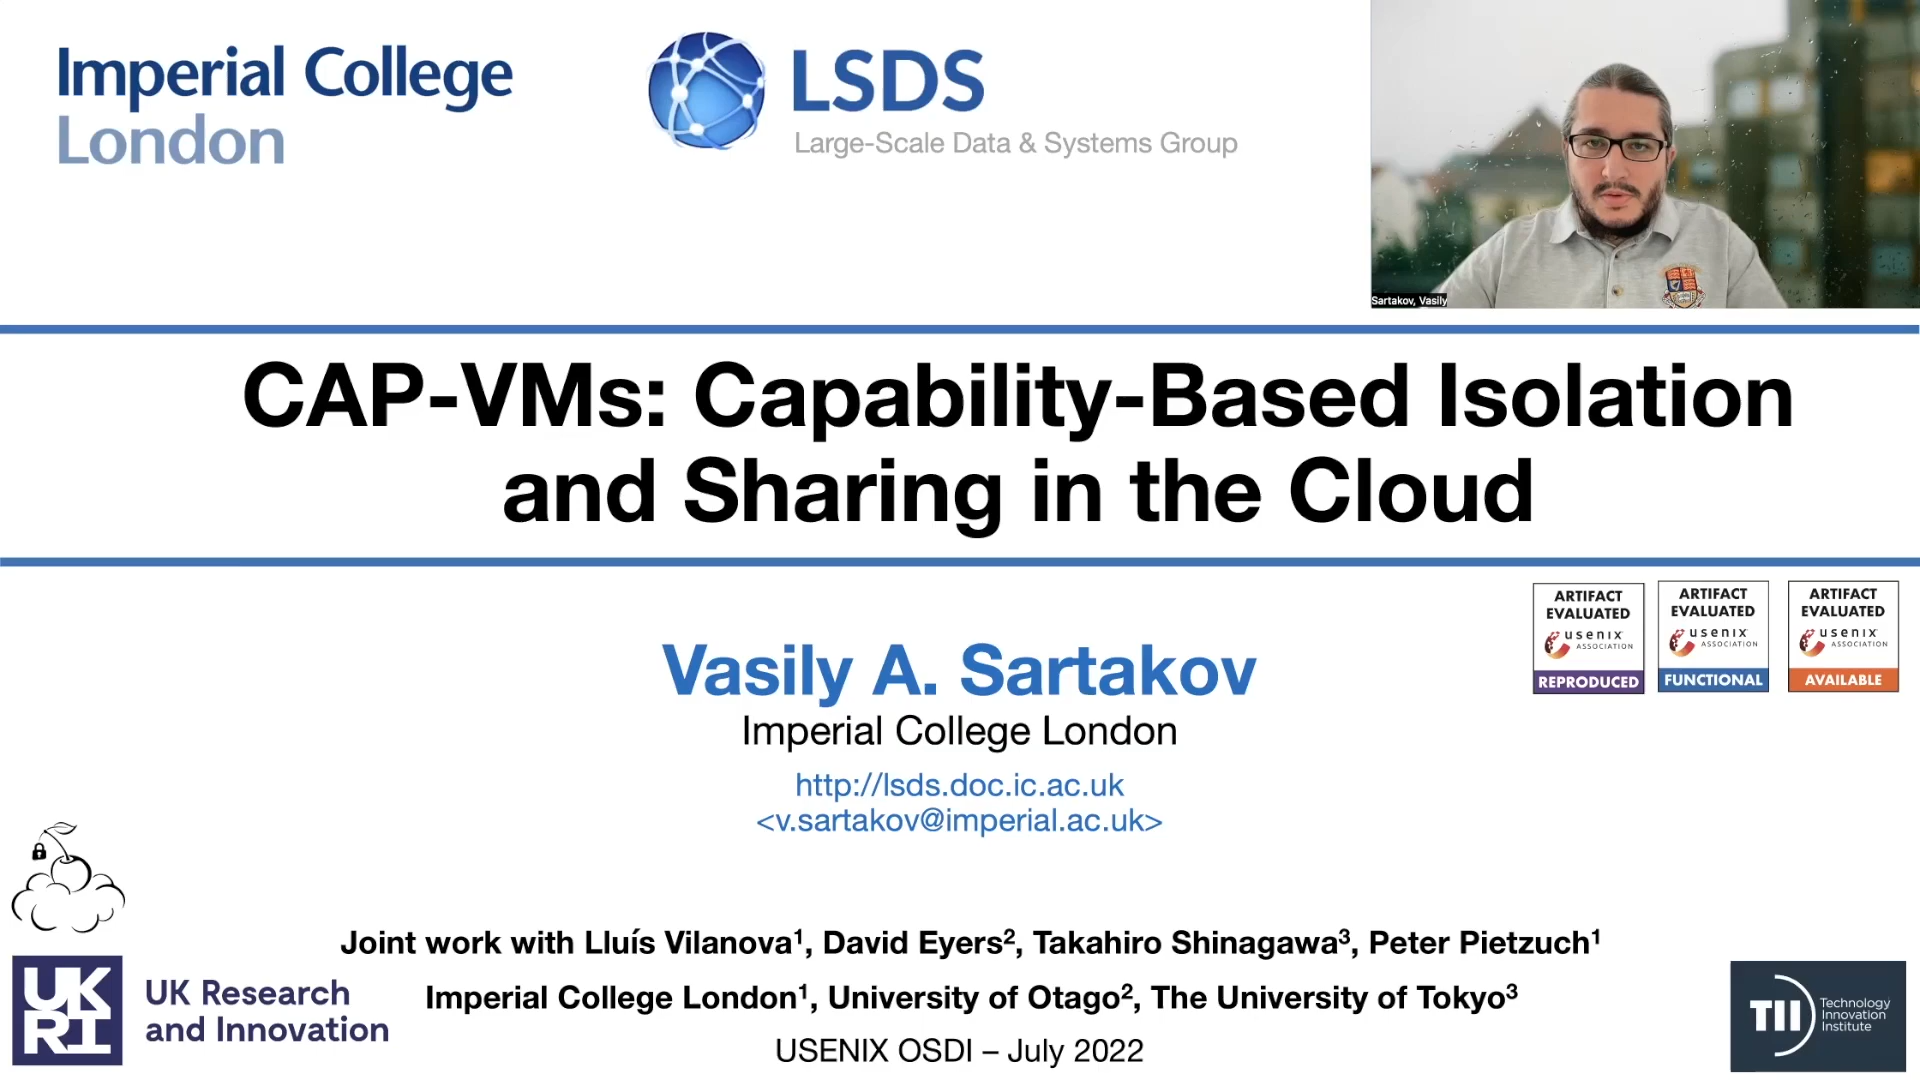 Imperial College
London
LSDS
Large-Scale Data & Systems Group
Sartakov, Vasily
CAP-VMs: Capability-Based Isolation
and Sharing in the Cloud
ARTIFACT
EVALUATED
usenix
ASSOCIATION
REPRODUCED
ARTIFACT
EVALUATED
usenix
ASSOCIATION
FUNCTIONAL
ARTIFACT
EVALUATED
usenix
ASSOCIATION
AVAILABLE
Vasily A. Sartakov
Imperial College London
http://lsds.doc.ic.ac.uk
<v.sartakov@imperial.ac.uk>
Joint work with Lluís Vilanova¹, David Eyers², Takahiro Shinagawa³, Peter Pietzuch¹
Imperial College London¹, University of Otago², The University of Tokyo³
USENIX OSDI – July 2022
UK
RI
UK Research
and Innovation
TII
Technology
Innovation
Institute